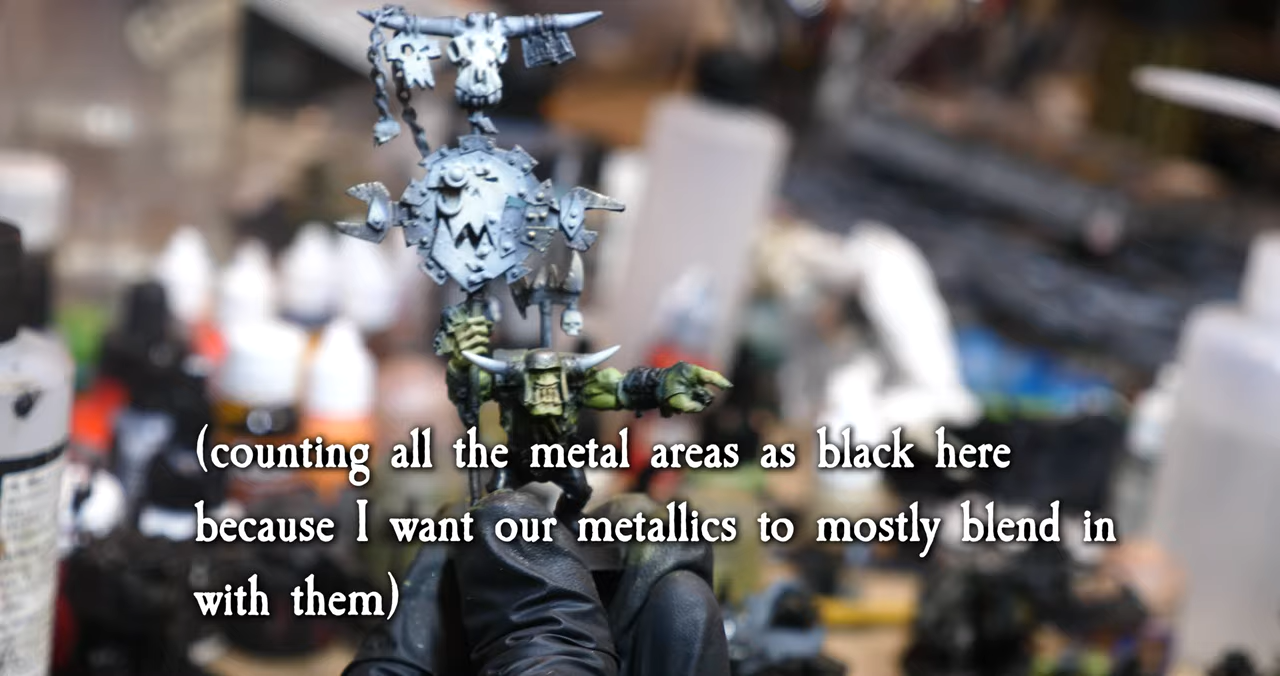 (counting all the metal areas as black here
because I want our metallics to mostly blend in
with them)